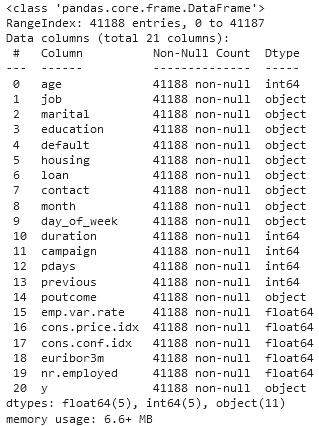 <class 'pandas.core.frame.DataFrame'>
RangeIndex: 41188 entries, 0 to 41187
Data columns (total 21 columns):
 #   Column          Non-Null Count  Dtype
---  ------          --------------  -----
 0   age             41188 non-null  int64
 1   job             41188 non-null  object
 2   marital         41188 non-null  object
 3   education       41188 non-null  object
 4   default         41188 non-null  object
 5   housing         41188 non-null  object
 6   loan            41188 non-null  object
 7   contact         41188 non-null  object
 8   month           41188 non-null  object
 9   day_of_week     41188 non-null  object
 10  duration        41188 non-null  int64
 11  campaign        41188 non-null  int64
 12  pdays           41188 non-null  int64
 13  previous        41188 non-null  int64
 14  poutcome        41188 non-null  object
 15  emp.var.rate    41188 non-null  float64
 16  cons.price.idx  41188 non-null  float64
 17  cons.conf.idx   41188 non-null  float64
 18  euribor3m       41188 non-null  float64
 19  nr.employed     41188 non-null  float64
 20  y               41188 non-null  object
dtypes: float64(5), int64(5), object(11)
memory usage: 6.6+ MB